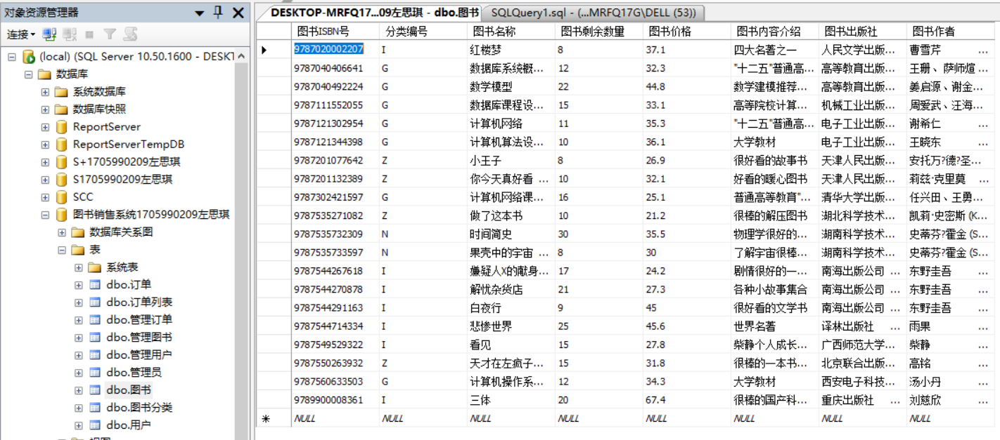 对象资源管理器
连接
(local) (SQL Server 10.50.1600 - DESKT
数据库
系统数据库
数据库快照
ReportServer
ReportServerTempDB
S+1705990209左思琪
S1705990209左思琪
SCC
图书销售系统1705990209左思琪
数据库关系图
表
系统表
dbo.订单
dbo.订单列表
dbo.管理订单
dbo.管理图书
dbo.管理用户
dbo.管理员
dbo.图书
dbo.图书分类
dbo.用户
DESKTOP-MRFQ17...09左思琪 - dbo.图书 SQLQuery1.sql - (...MRFQ17G\DELL (53))
图书ISBN号 分类编号 图书名称 图书剩余数量 图书价格 图书内容介绍 图书出版社 图书作者
9787020002207 I 红楼梦 8 37.1 四大名著之一 人民文学出版... 曹雪芹 ...
9787040406641 G 数据库系统概... 12 32.3 "十二五"普通高... 高等教育出版... 王珊、萨师煊 ...
9787040492224 G 数学模型 22 44.8 数学建模推荐... 高等教育出版... 姜启源、谢金...
9787111552055 G 数据库课程设... 15 33.1 高等院校计算... 机械工业出版... 周爱武、汪海...
9787121302954 G 计算机网络 11 35.3 "十二五"普通高... 电子工业出版... 谢希仁 ...
9787121344398 G 计算机算法设... 10 36.1 大学教材 电子工业出版... 王晓东 ...
9787201077642 Z 小王子 8 26.9 很好看的故事书 天津人民出版... 安托万?德?圣...
9787201132389 Z 你今天真好看 ... 10 32.1 好看的暖心图书 天津人民出版... 莉兹·克里莫 ...
9787302421597 G 计算机网络课... 16 25.1 普通高等教育"... 清华大学出版... 任兴田、王勇...
9787535271082 Z 做了这本书 10 21.2 很棒的解压图书 湖北科学技术... 凯莉·史密斯 (K...
9787535732309 N 时间简史 30 35.5 物理学很好的... 湖南科学技术... 史蒂芬?霍金 (S...
9787535733597 N 果壳中的宇宙 ... 8 30 了解宇宙很棒... 湖南科学技术... 史蒂芬?霍金 (S...
9787544267618 I 嫌疑人X的献身... 17 24.2 剧情很好的一... 南海出版公司 ... 东野圭吾 ...
9787544270878 I 解忧杂货店 21 27.3 各种小故事集合 南海出版公司 ... 东野圭吾 ...
9787544291163 I 白夜行 9 45 很好看的文学书 南海出版公司 ... 东野圭吾 ...
9787544714334 I 悲惨世界 25 45.6 世界名著 译林出版社 ... 雨果 ...
9787549529322 I 看见 15 27.8 柴静个人成长... 广西师范大学... 柴静 ...
9787550263932 Z 天才在左疯子... 15 31.8 很棒的一本书... 北京联合出版... 高铭 ...
9787560633503 G 计算机操作系... 12 34.3 大学教材 西安电子科技... 汤小丹 ...
9789900008361 I 三体 20 67.4 很棒的国产科... 重庆出版社 ... 刘慈欣 ...
NULL NULL NULL NULL NULL NULL NULL NULL